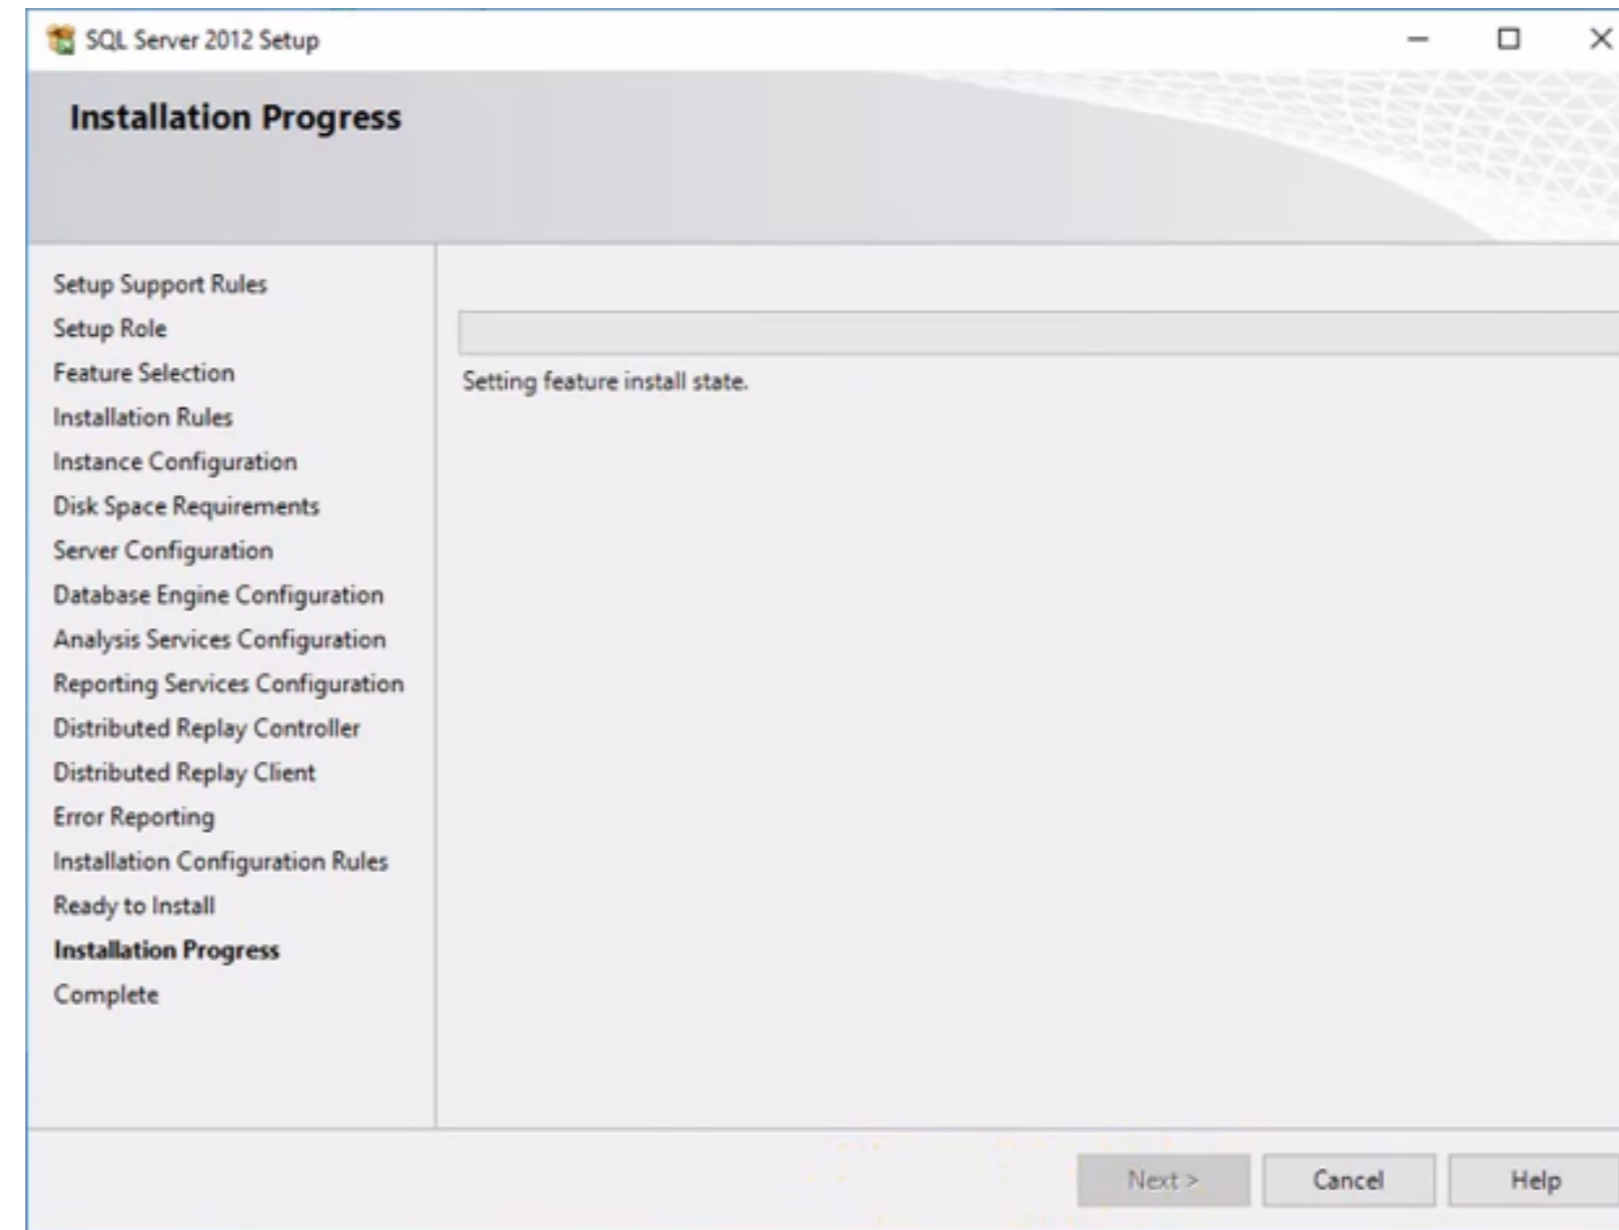 SQL Server 2012 Setup
Installation Progress
Setup Support Rules
Setup Role
Feature Selection
Installation Rules
Instance Configuration
Disk Space Requirements
Server Configuration
Database Engine Configuration
Analysis Services Configuration
Reporting Services Configuration
Distributed Replay Controller
Distributed Replay Client
Error Reporting
Installation Configuration Rules
Ready to Install
Installation Progress
Complete
Setting feature install state.
Next >
Cancel
Help